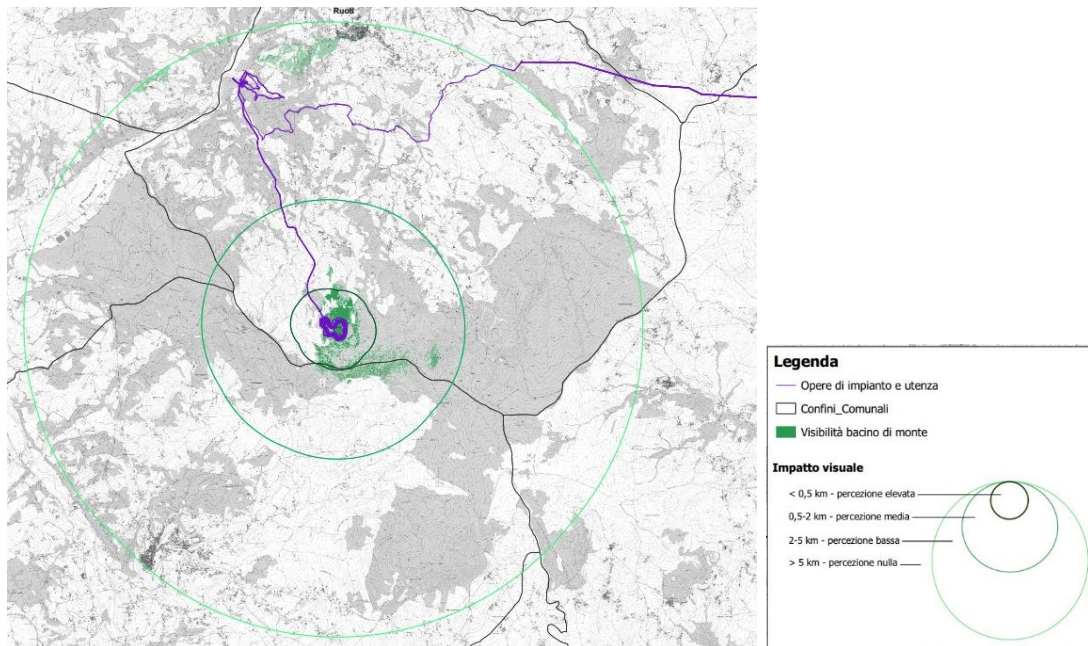 Ruoti
Legenda
Opere di impianto e utenza
Confini_Comunali
Visibilità bacino di monte
Impatto visuale
< 0,5 km - percezione elevata
0,5-2 km - percezione media
2-5 km - percezione bassa
> 5 km - percezione nulla